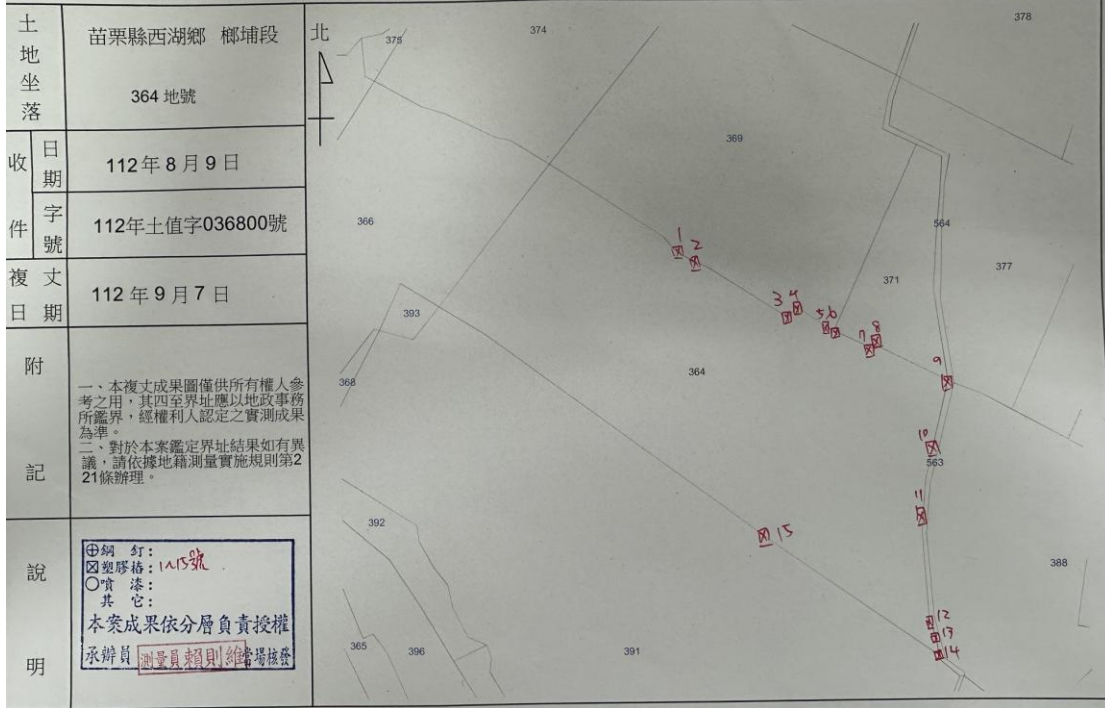 土地坐落
苗栗縣西湖鄉 榔埔段
364 地號
收件
日期
112 年 8 月 9 日
字號
112年土值字036800號
複丈日期
112 年 9 月 7 日
附記
一、本複丈成果圖僅供所有權人參
考之用，其四至界址應以地政事務
所鑑界，經權利人認定之實測成果
為準。
二、對於本案鑑定界址結果如有異
議，請依據地籍測量實施規則第2
21條辦理。
說明
⊕鋼 釘：
☒塑膠樁：1~15號
○噴 漆：
其 它：
本案成果依分層負責授權
承辦員 測量員賴則維 當場核發
北
375
374
378
369
366
564
377
371
393
368
364
563
392
388
365
396
391
1
2
3
4
5
6
7
8
9
10
11
12
13
14
15